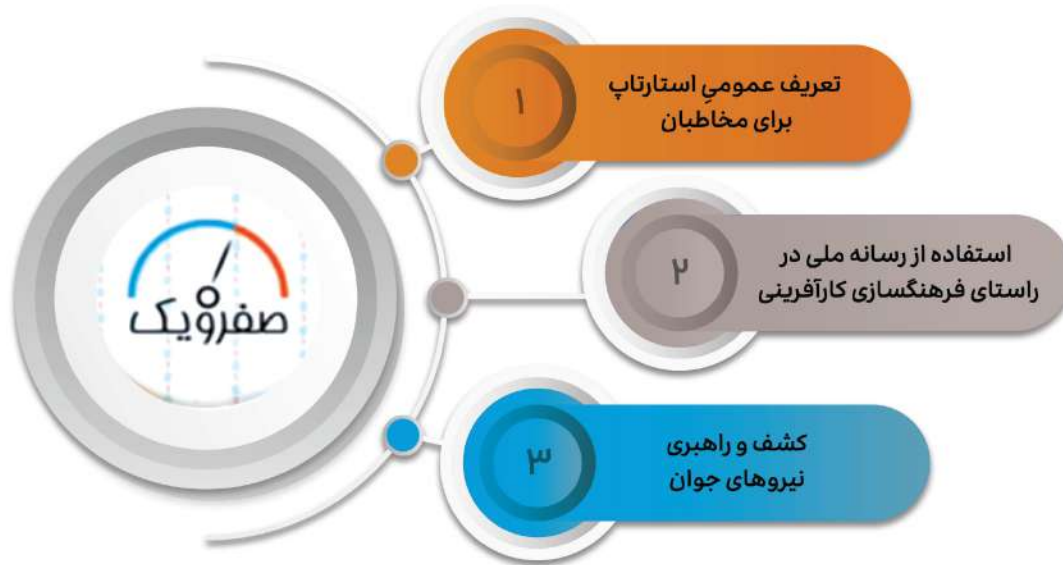 صفرویک
۱
تعریف عمومیِ استارتاپ
برای مخاطبان
۲
استفاده از رسانه ملی در
راستای فرهنگسازی کارآفرینی
۳
کشف و راهبری
نیروهای جوان